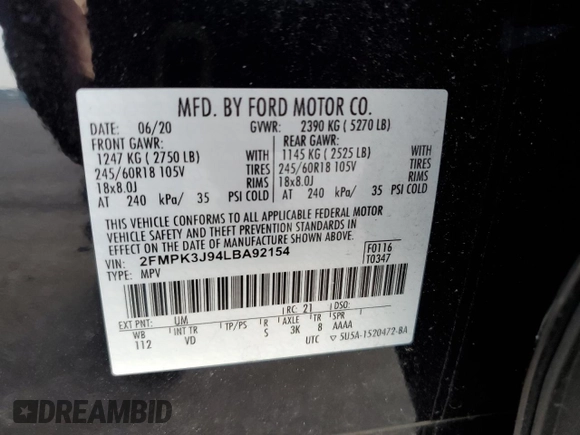 MFD. BY FORD MOTOR CO.
DATE: 06/20 GVWR: 2390 KG ( 5270 LB)
FRONT GAWR: REAR GAWR:
1247 KG ( 2750 LB) WITH 1145 KG ( 2525 LB) WITH
245/60R18 105V TIRES 245/60R18 105V TIRES
18x8.0J RIMS 18x8.0J RIMS
AT 240 kPa/ 35 PSI COLD AT 240 kPa/ 35 PSI COLD
THIS VEHICLE CONFORMS TO ALL APPLICABLE FEDERAL MOTOR
VEHICLE SAFETY AND THEFT PREVENTION STANDARDS IN
EFFECT ON THE DATE OF MANUFACTURE SHOWN ABOVE.
VIN: 2FMPK3J94LBA92154 F0116
TYPE: MPV T0347
EXT PNT: UM RC: 21 DSO:
WB INT TR TP/PS R AXLE TR SPR
112 VD S 3K 8 AAAA
UTC ▽ 5U5A-1520472-BA
DREAMBID